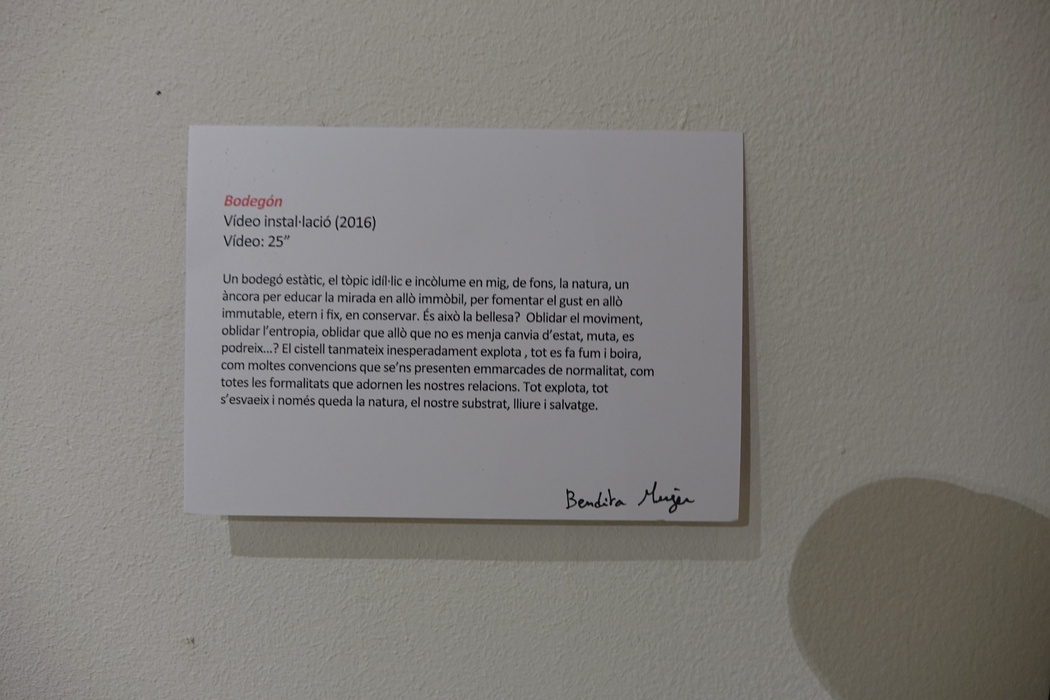 Bodegón
Vídeo instal·lació (2016)
Vídeo: 25”
Un bodegó estàtic, el tòpic idíl·lic e incòlume en mig, de fons, la natura, un
àncora per educar la mirada en allò immòbil, per fomentar el gust en allò
immutable, etern i fix, en conservar. És això la bellesa?  Oblidar el moviment,
oblidar l’entropia, oblidar que allò que no es menja canvia d’estat, muta, es
podreix...? El cistell tanmateix inesperadament explota , tot es fa fum i boira,
com moltes convencions que se’ns presenten emmarcades de normalitat, com
totes les formalitats que adornen les nostres relacions. Tot explota, tot
s’esvaeix i només queda la natura, el nostre substrat, lliure i salvatge.
Bendita Mujer